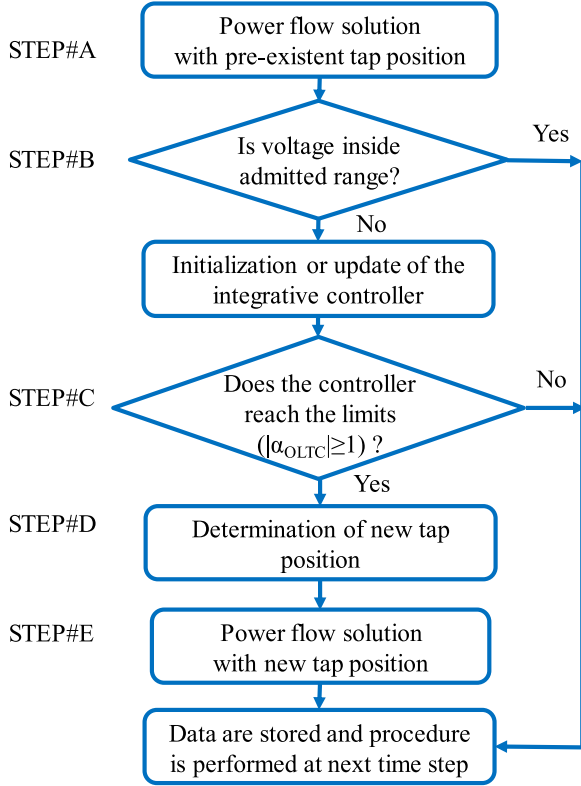 STEP#A
Power flow solution
with pre-existent tap position
STEP#B
Is voltage inside
admitted range?
Yes
No
Initialization or update of the
integrative controller
STEP#C
Does the controller
reach the limits
(|αOLTC|≥1) ?
No
Yes
STEP#D
Determination of new tap
position
STEP#E
Power flow solution
with new tap position
Data are stored and procedure
is performed at next time step